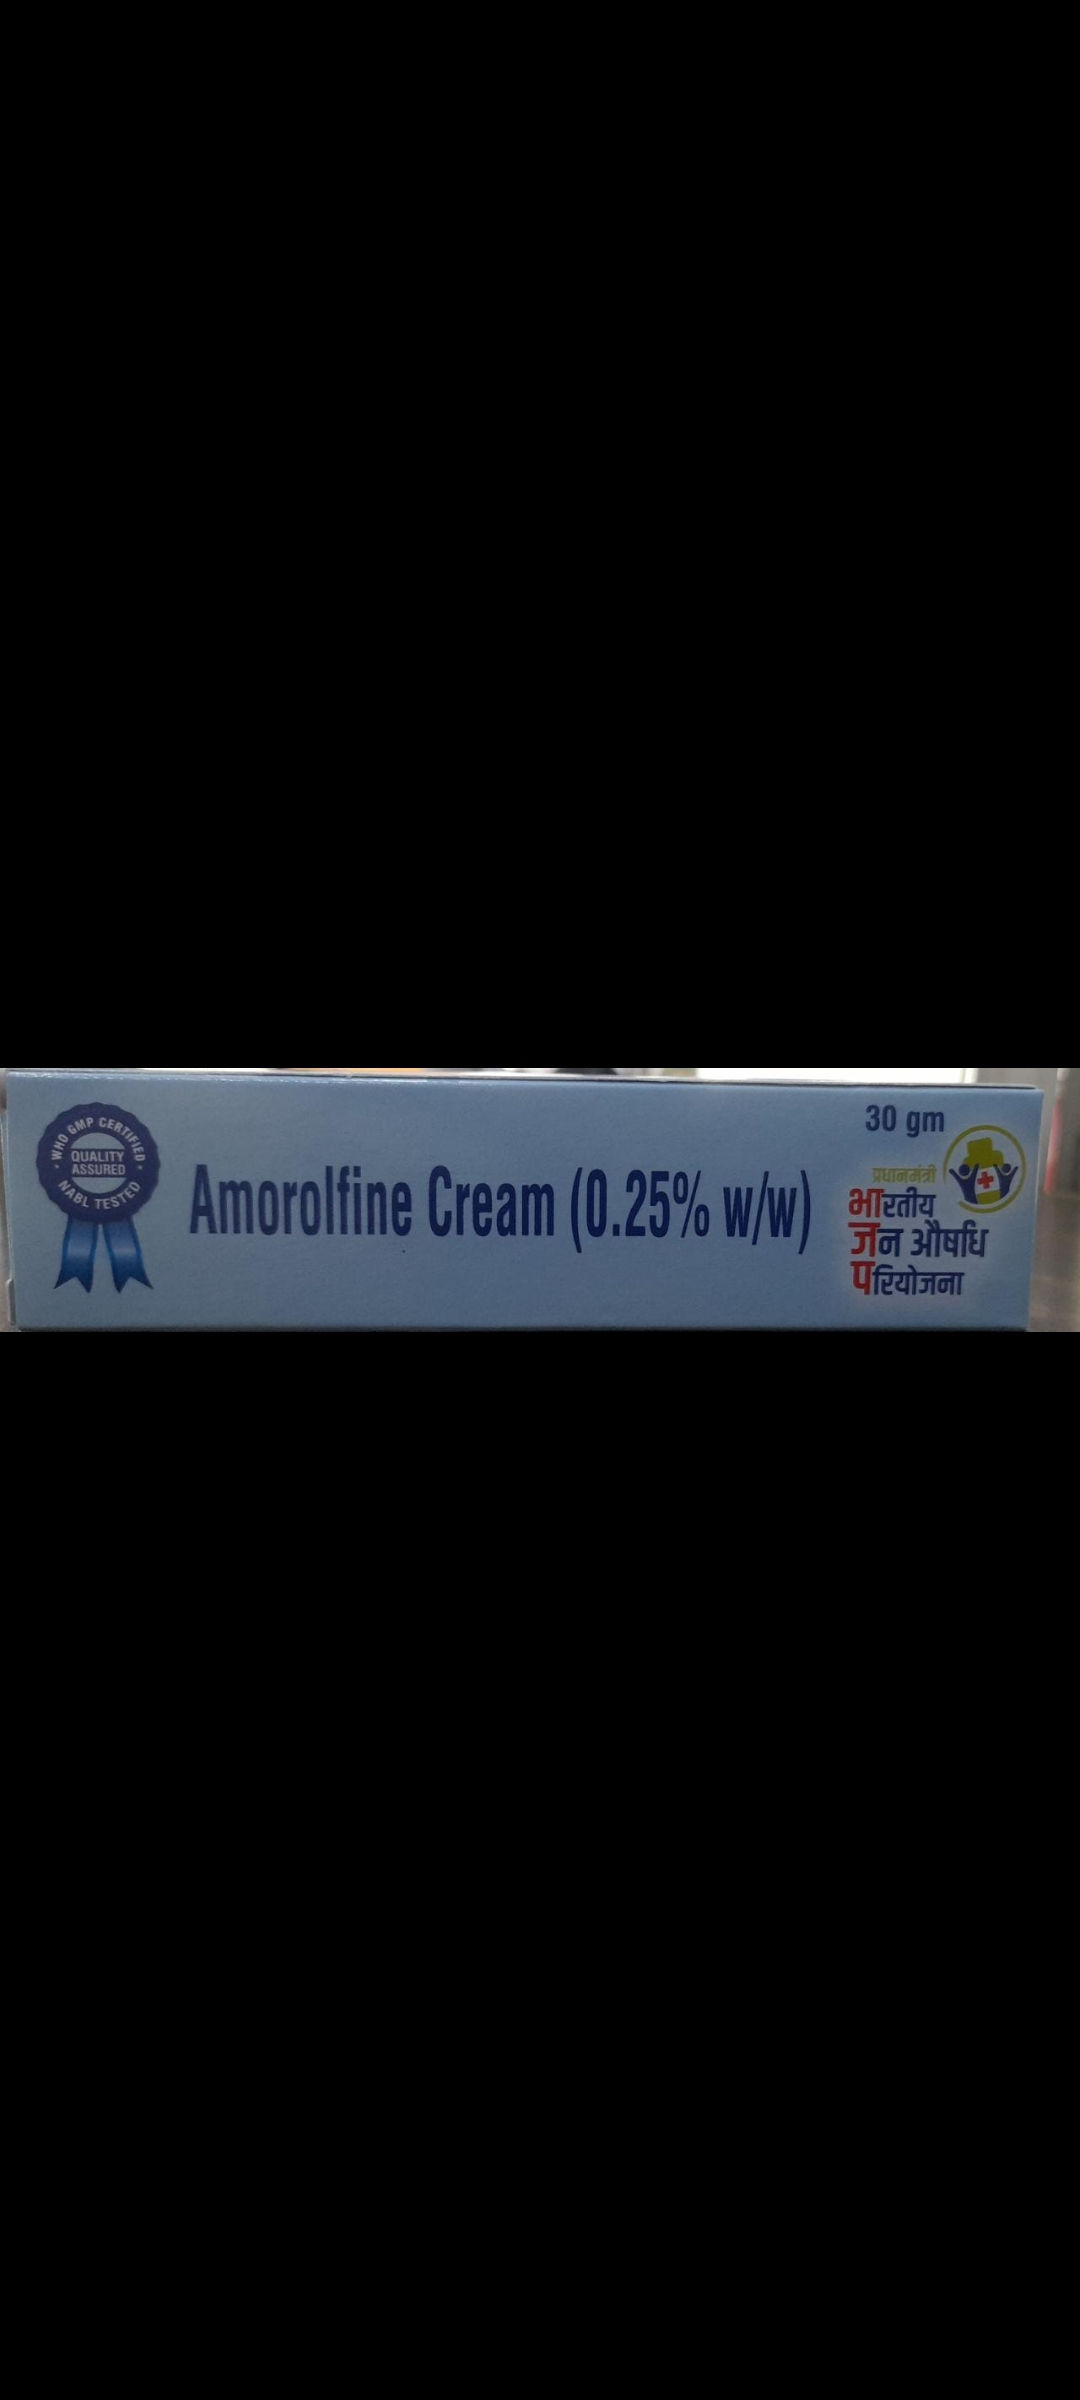 WHO GMP CERTIFIED
QUALITY
ASSURED
NABL TESTED
Amorolfine Cream (0.25% w/w)
30 gm
प्रधानमंत्री
भारतीय
जन औषधि
परियोजना